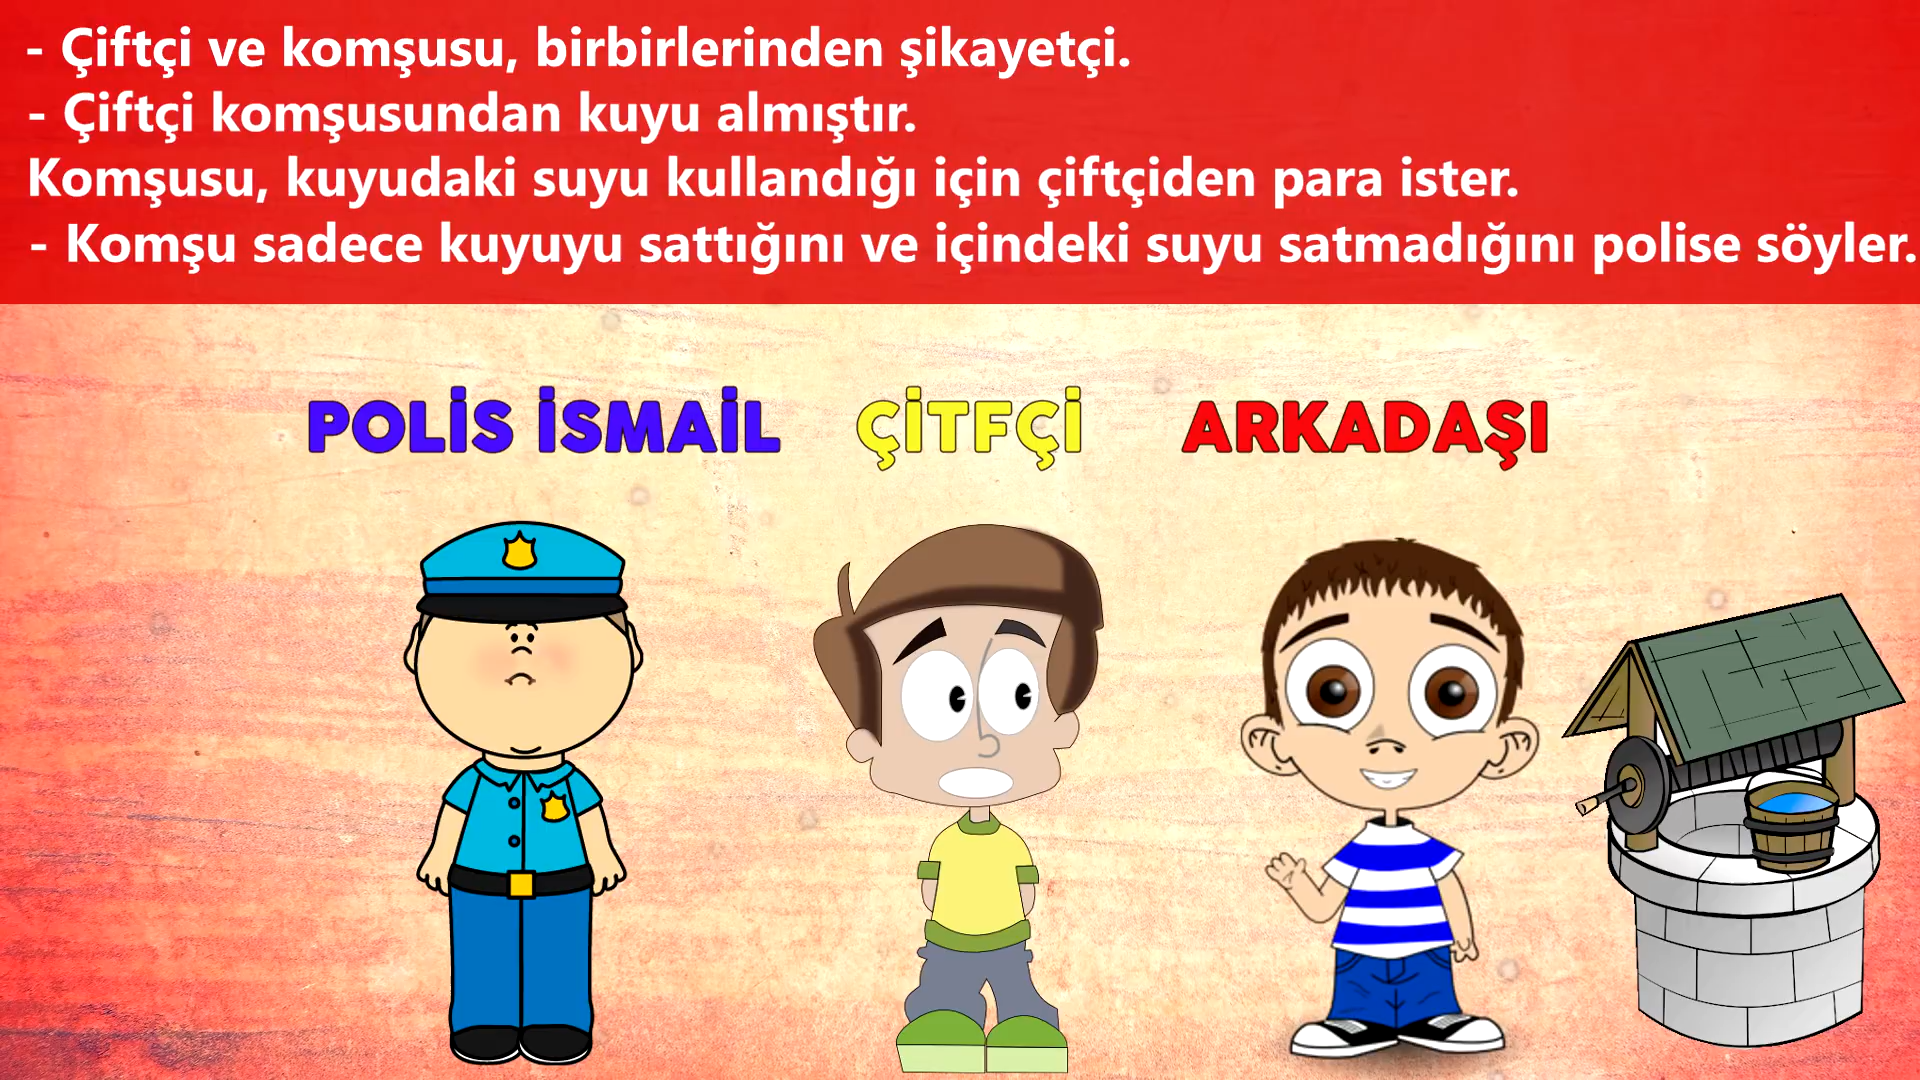 - Çiftçi ve komşusu, birbirlerinden şikayetçi.
- Çiftçi komşusundan kuyu almıştır.
Komşusu, kuyudaki suyu kullandığı için çiftçiden para ister.
- Komşu sadece kuyuyu sattığını ve içindeki suyu satmadığını polise söyler.
POLİS İSMAİL ÇİTFÇİ ARKADAŞI